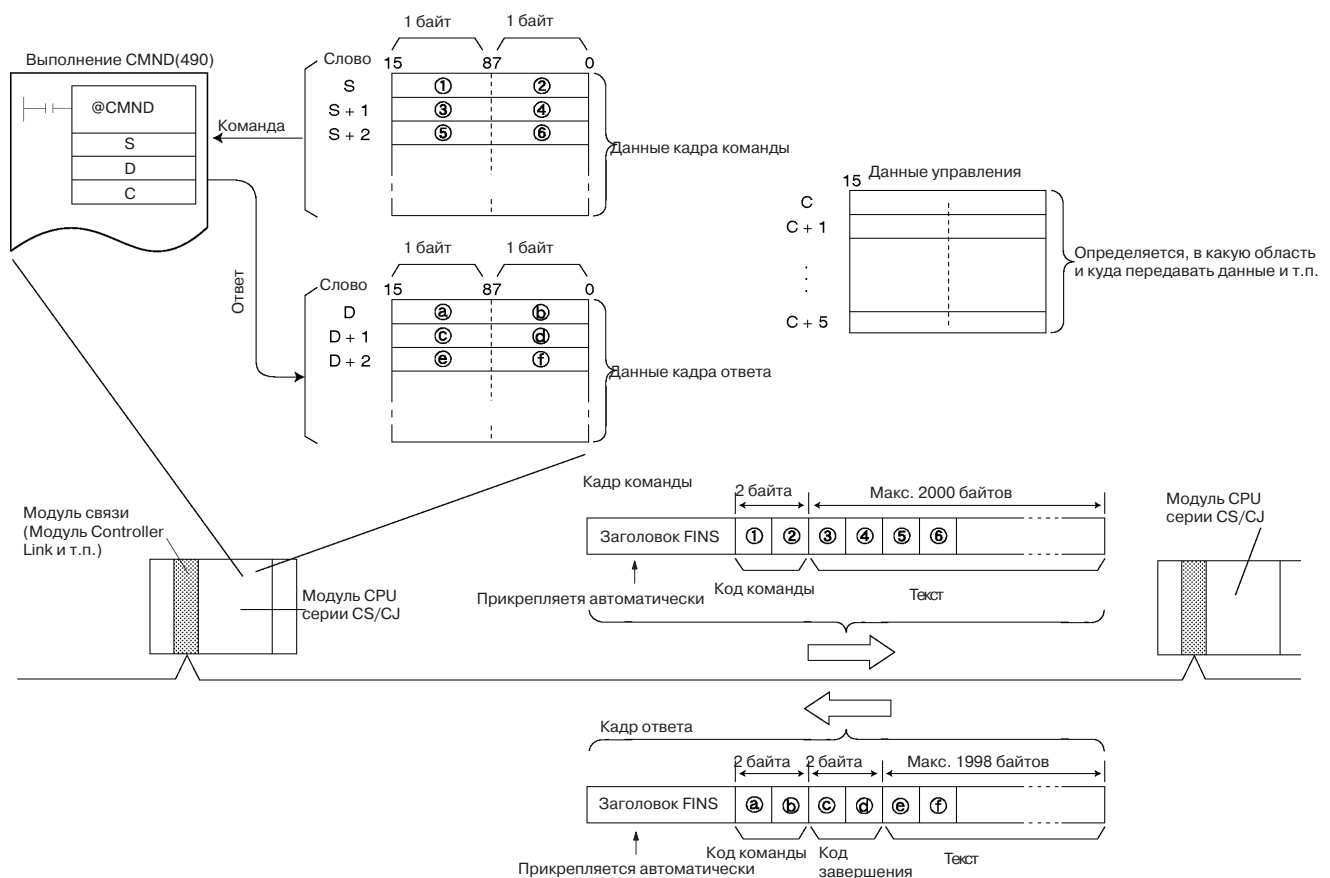 1 байт 1 байт
Выполнение CMND(490)
Слово 15 87 0
S ① ②
@CMND
S + 1 ③ ④
Команда
S + 2 ⑤ ⑥
S
Данные кадра команды
D
C
Данные управления
15
C
C + 1
.
.
.
C + 5
Определяется, в какую область
и куда передавать данные и т.п.
1 байт 1 байт
Ответ
Слово 15 87 0
D ⓐ ⓑ
D + 1 ⓒ ⓓ
D + 2 ⓔ ⓕ
Данные кадра ответа
Кадр команды
2 байта Макс. 2000 байтов
Заголовок FINS ① ② ③ ④ ⑤ ⑥
Прикрепляетя автоматически
Код команды
Текст
Модуль CPU
серии CS/CJ
Модуль связи
(Модуль Controller
Link и т.п.)
Модуль CPU
серии CS/CJ
Кадр ответа
2 байта 2 байта Макс. 1998 байтов
Заголовок FINS ⓐ ⓑ ⓒ ⓓ ⓔ ⓕ
Прикрепляется автоматически
Код команды
Код
завершения
Текст